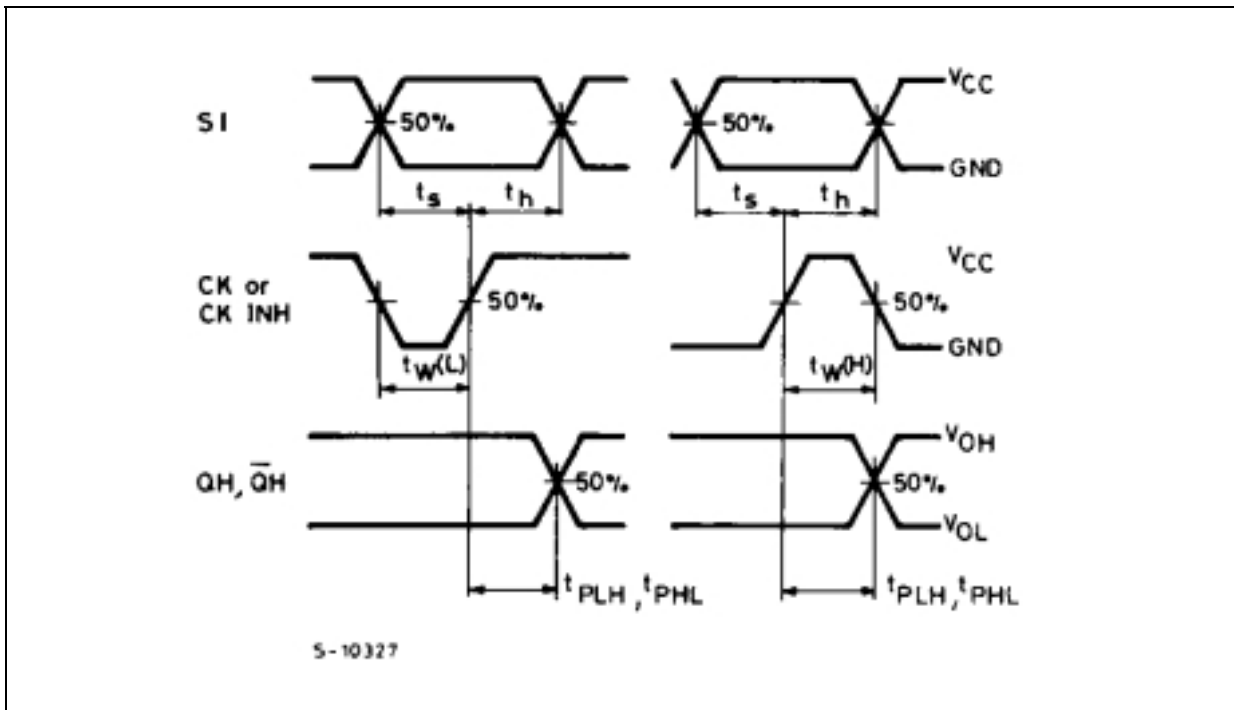 SI 50% 50% VCC
GND
ts th ts th
CK or
CK INH 50% 50% VCC
GND
tW(L) tW(H)
QH, Q̅H 50% 50% VOH
VOL
tPLH, tPHL tPLH, tPHL
S-10327